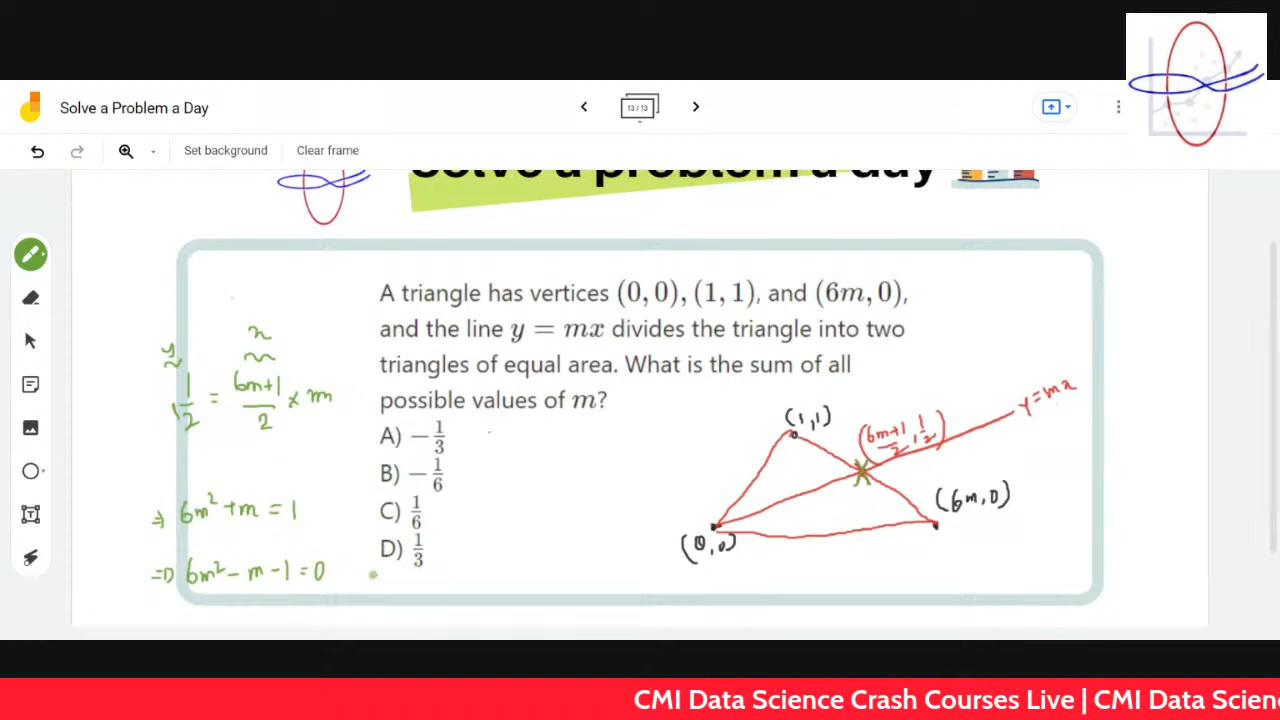 Solve a Problem a Day
13 / 13
Set background
Clear frame
Solve a problem a day
A triangle has vertices (0, 0), (1, 1), and (6m, 0),
and the line y = mx divides the triangle into two
triangles of equal area. What is the sum of all
possible values of m?
A) −1/3
B) −1/6
C) 1/6
D) 1/3
y x
1/2 = (6m+1)/2 × m
⇒ 6m² + m = 1
⇒ 6m² − m − 1 = 0
(1,1)
((6m+1)/2, 1/2)
y = mx
(6m, 0)
(0,0)
CMI Data Science Crash Courses Live | CMI Data Scien